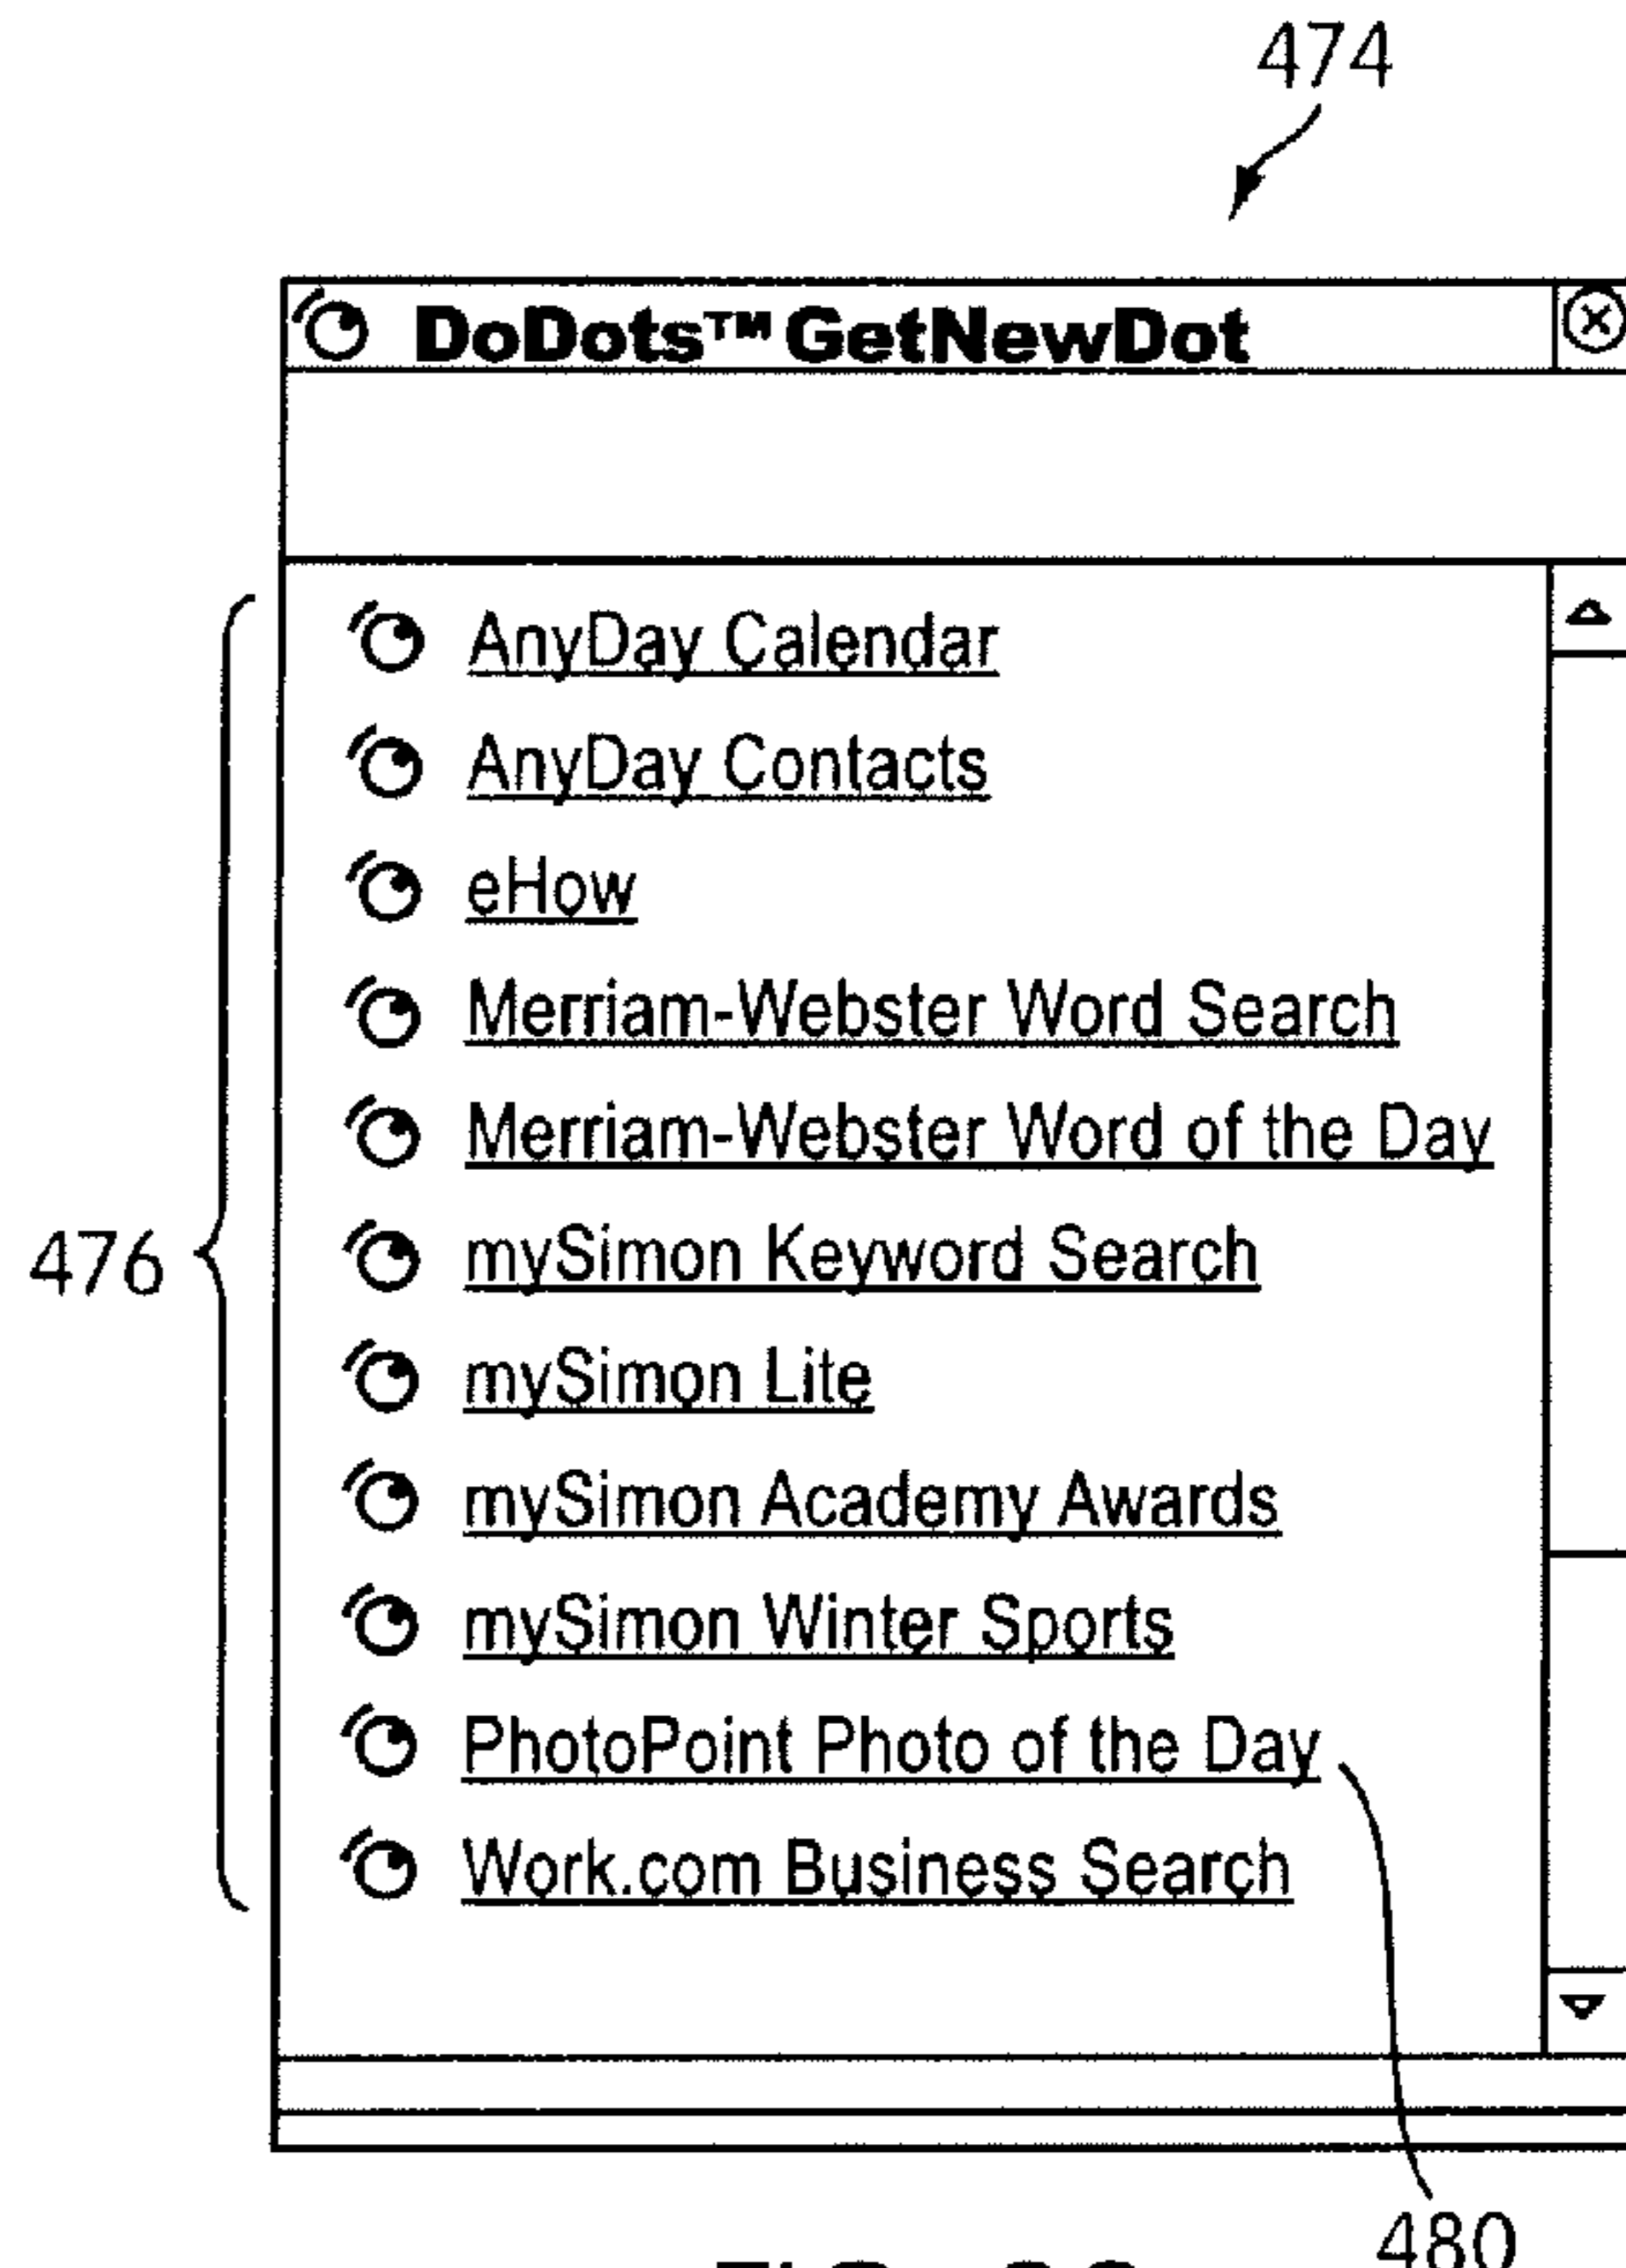 474
DoDots™ GetNewDot
AnyDay Calendar
AnyDay Contacts
eHow
Merriam-Webster Word Search
Merriam-Webster Word of the Day
476
mySimon Keyword Search
mySimon Lite
mySimon Academy Awards
mySimon Winter Sports
PhotoPoint Photo of the Day
Work.com Business Search
480